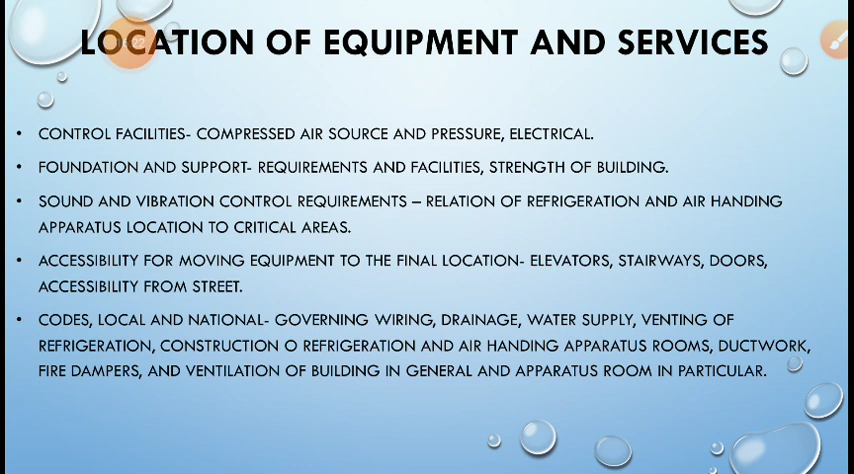 LOCATION OF EQUIPMENT AND SERVICES
• CONTROL FACILITIES- COMPRESSED AIR SOURCE AND PRESSURE, ELECTRICAL.
• FOUNDATION AND SUPPORT- REQUIREMENTS AND FACILITIES, STRENGTH OF BUILDING.
• SOUND AND VIBRATION CONTROL REQUIREMENTS – RELATION OF REFRIGERATION AND AIR HANDING
APPARATUS LOCATION TO CRITICAL AREAS.
• ACCESSIBILITY FOR MOVING EQUIPMENT TO THE FINAL LOCATION- ELEVATORS, STAIRWAYS, DOORS,
ACCESSIBILITY FROM STREET.
• CODES, LOCAL AND NATIONAL- GOVERNING WIRING, DRAINAGE, WATER SUPPLY, VENTING OF
REFRIGERATION, CONSTRUCTION O REFRIGERATION AND AIR HANDING APPARATUS ROOMS, DUCTWORK,
FIRE DAMPERS, AND VENTILATION OF BUILDING IN GENERAL AND APPARATUS ROOM IN PARTICULAR.